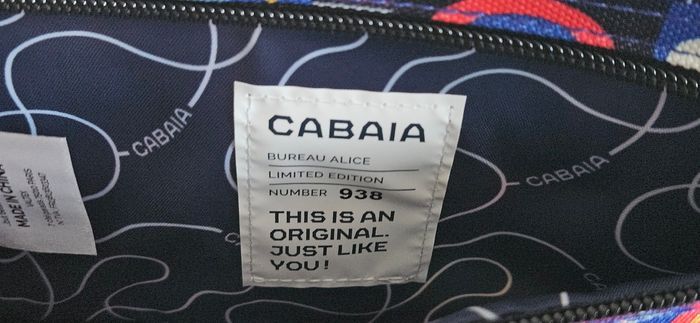 CABAIA
BUREAU ALICE
LIMITED EDITION
NUMBER 938
THIS IS AN
ORIGINAL.
JUST LIKE
YOU!
CABAIA
CABAIA
MADE IN CHINA